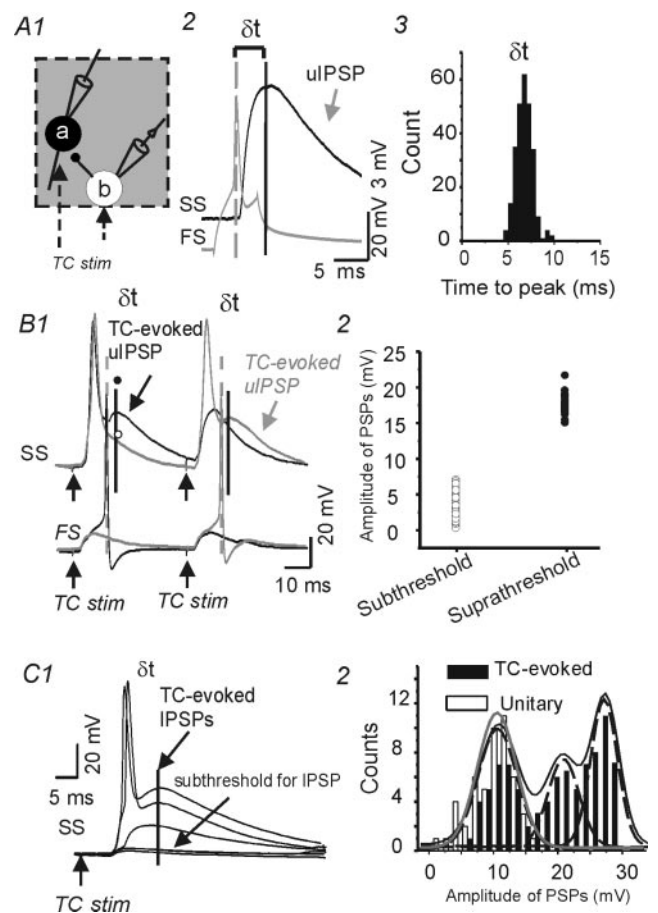 A1
a
b
TC stim
2
δt
uIPSP
SS
FS
20 mV 3 mV
5 ms
3
δt
Count
60
40
20
0
0 5 10 15
Time to peak (ms)
B1
δt
δt
TC-evoked
uIPSP
TC-evoked
uIPSP
SS
FS
20 mV
10 ms
TC stim
TC stim
2
Amplitude of PSPs (mV)
25
20
15
10
5
0
Subthreshold
Suprathreshold
C1
δt
TC-evoked
IPSPs
20 mV
5 ms
subthreshold for IPSP
SS
TC stim
2
TC-evoked
Unitary
Counts
12
8
4
0
0 10 20 30
Amplitude of PSPs (mV)